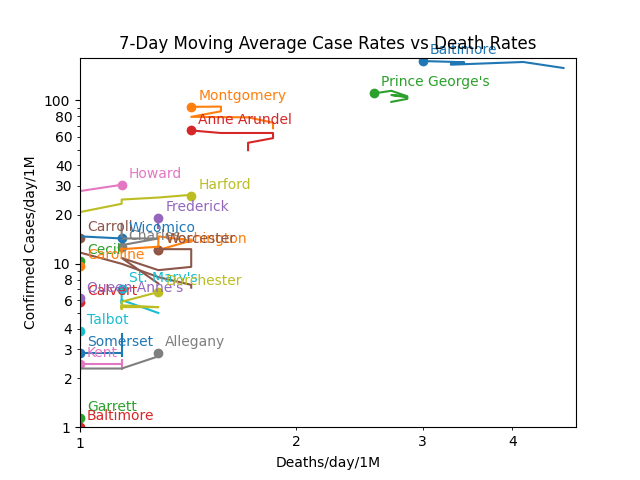 7-Day Moving Average Case Rates vs Death Rates
Baltimore
Prince George's
Montgomery
Anne Arundel
Howard
Harford
Frederick
Carroll
Wicomico
Charles
Washington
Worcester
Cecil
Caroline
St. Mary's
Dorchester
Queen Anne's
Calvert
Talbot
Somerset
Allegany
Kent
Garrett
Baltimore
Confirmed Cases/day/1M
100
80
60
40
30
20
10
8
6
4
3
2
1
1
2
3
4
Deaths/day/1M